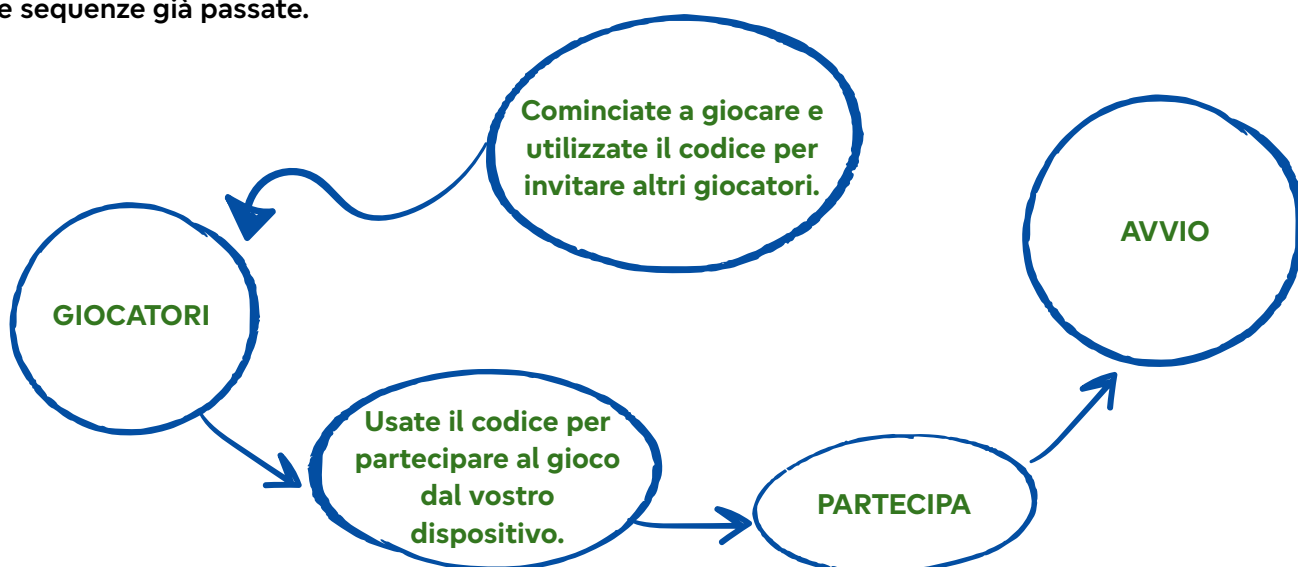 e sequenze già passate.
Cominciate a giocare e
utilizzate il codice per
invitare altri giocatori.
GIOCATORI
Usate il codice per
partecipare al gioco
dal vostro
dispositivo.
PARTECIPA
AVVIO